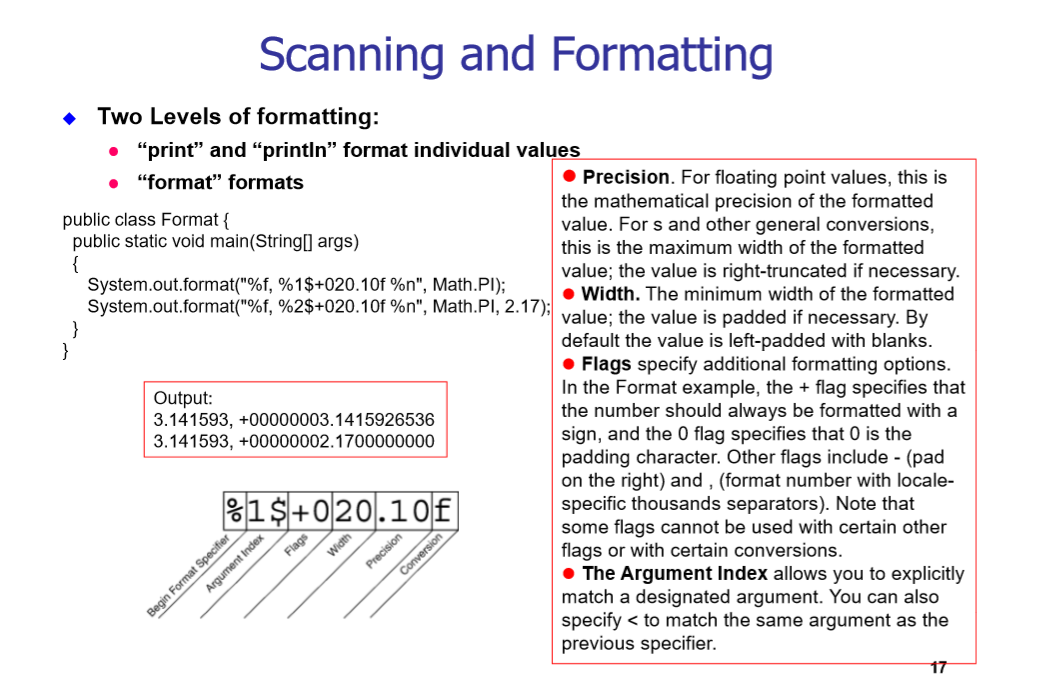 Scanning and Formatting
Two Levels of formatting:
“print” and “println” format individual values
“format” formats
public class Format {
public static void main(String[] args)
{
System.out.format("%f, %1$+020.10f %n", Math.PI);
System.out.format("%f, %2$+020.10f %n", Math.PI, 2.17);
}
}
Output:
3.141593, +00000003.1415926536
3.141593, +00000002.1700000000
%1$+020.10f
Begin Format Specifier
Argument Index
Flags
Width
Precision
Conversion
Precision. For floating point values, this is
the mathematical precision of the formatted
value. For s and other general conversions,
this is the maximum width of the formatted
value; the value is right-truncated if necessary.
Width. The minimum width of the formatted
value; the value is padded if necessary. By
default the value is left-padded with blanks.
Flags specify additional formatting options.
In the Format example, the + flag specifies that
the number should always be formatted with a
sign, and the 0 flag specifies that 0 is the
padding character. Other flags include - (pad
on the right) and , (format number with locale-
specific thousands separators). Note that
some flags cannot be used with certain other
flags or with certain conversions.
The Argument Index allows you to explicitly
match a designated argument. You can also
specify < to match the same argument as the
previous specifier.
17